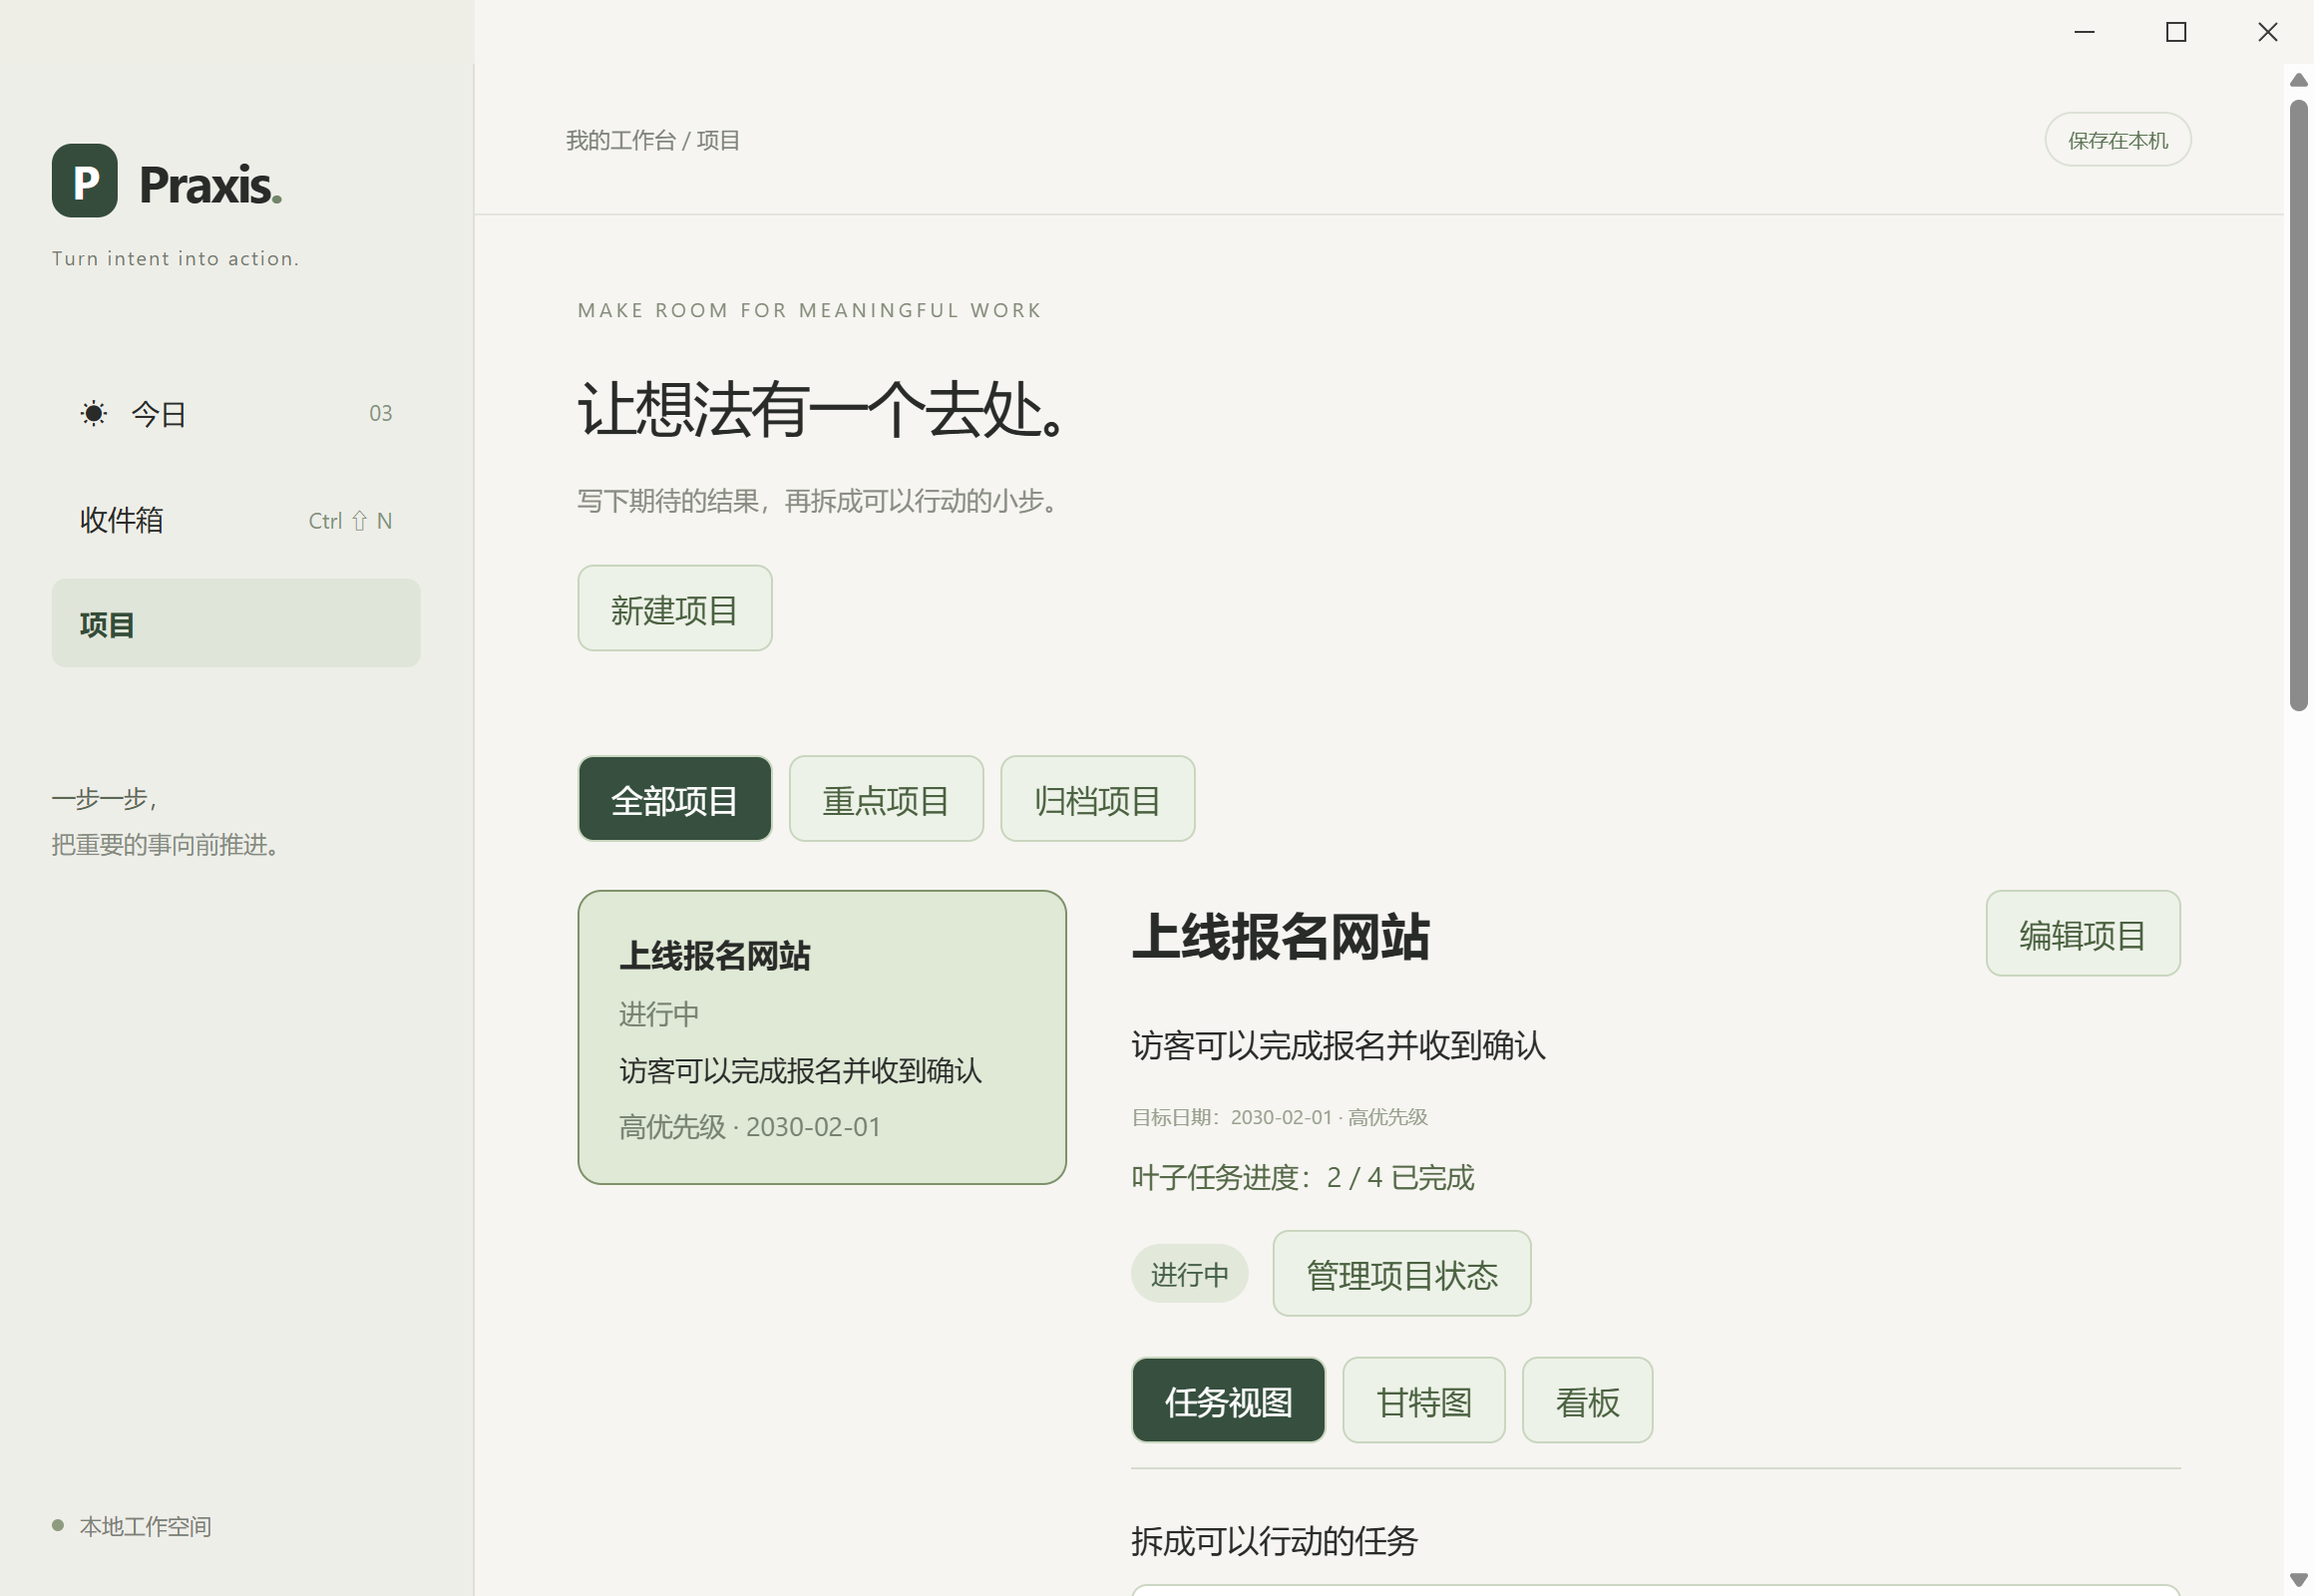 P Praxis.
Turn intent into action.
今日 03
收件箱 Ctrl ⇧ N
项目
一步一步，
把重要的事向前推进。
本地工作空间
我的工作台 / 项目
保存在本机
MAKE ROOM FOR MEANINGFUL WORK
让想法有一个去处。
写下期待的结果，再拆成可以行动的小步。
新建项目
全部项目 重点项目 归档项目
上线报名网站
进行中
访客可以完成报名并收到确认
高优先级 · 2030-02-01
上线报名网站
编辑项目
访客可以完成报名并收到确认
目标日期：2030-02-01 · 高优先级
叶子任务进度：2 / 4 已完成
进行中 管理项目状态
任务视图 甘特图 看板
拆成可以行动的任务